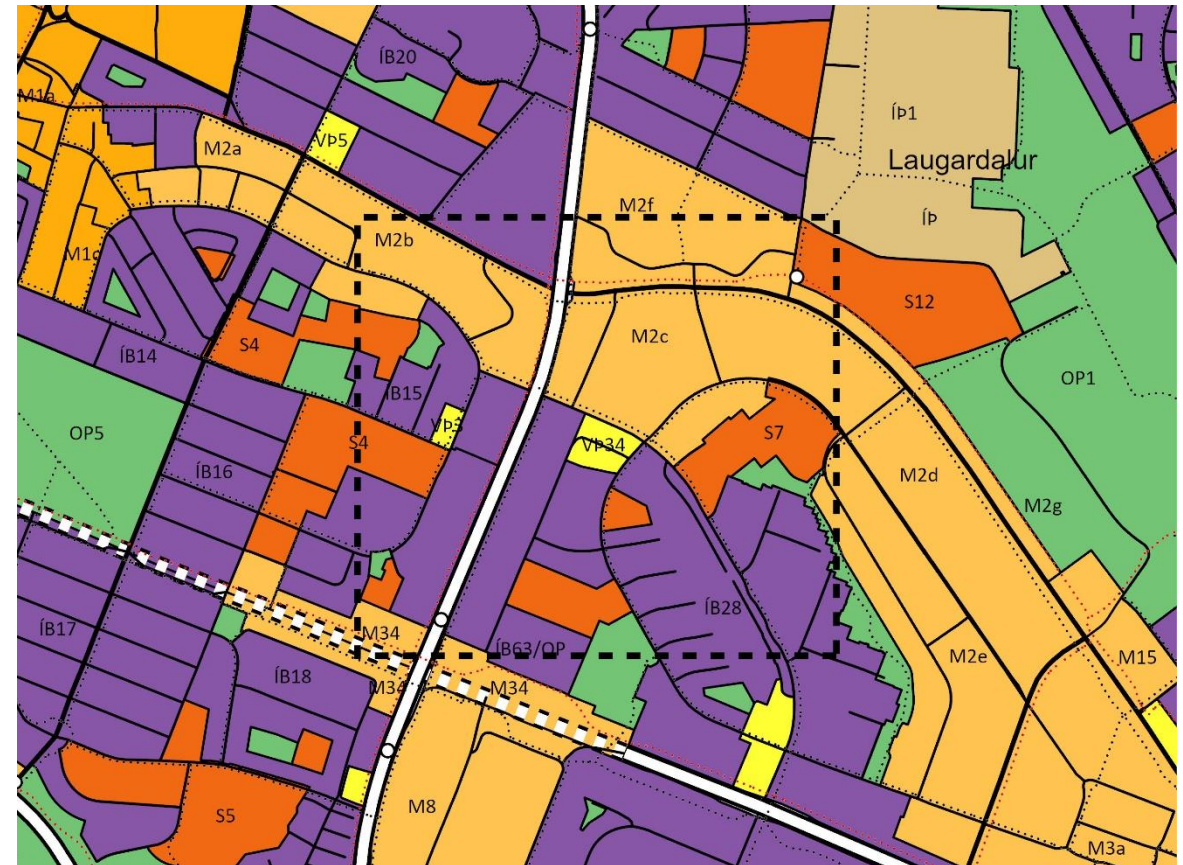 ÍB20
M1a
ÍÞ1
VÞ5
M2a
Laugardalur
M2f
ÍÞ
M2b
M1c
S12
M2c
S4
ÍB14
OP1
ÍB15
VÞ3
OP5
S4
S7
VÞ34
ÍB16
M2d
M2g
ÍB28
ÍB17
M34
ÍB63/OP
M2e
M15
ÍB18
M34
M34
M8
S5
M3a